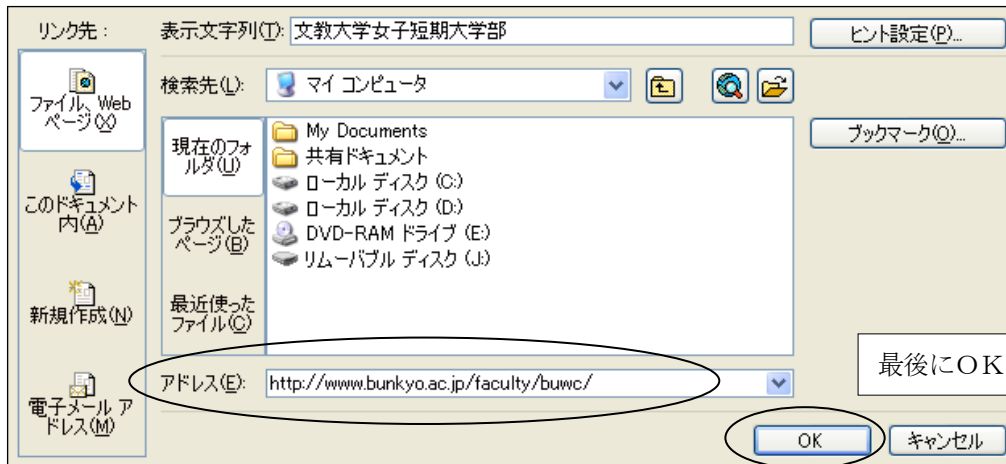 リンク先：
表示文字列(T): 文教大学女子短期大学部
ヒント設定(P)...
ファイル、Web
ページ(X)
検索先(L):
マイ コンピュータ
現在のフォ
ルダ(U)
My Documents
共有ドキュメント
ローカル ディスク (C:)
ローカル ディスク (D:)
DVD-RAM ドライブ (E:)
リムーバブル ディスク (J:)
ブックマーク(O)...
このドキュメント
内(A)
ブラウズした
ページ(B)
新規作成(N)
最近使った
ファイル(C)
最後にＯＫ
アドレス(E): http://www.bunkyo.ac.jp/faculty/buwc/
電子メール ア
ドレス(M)
OK
キャンセル